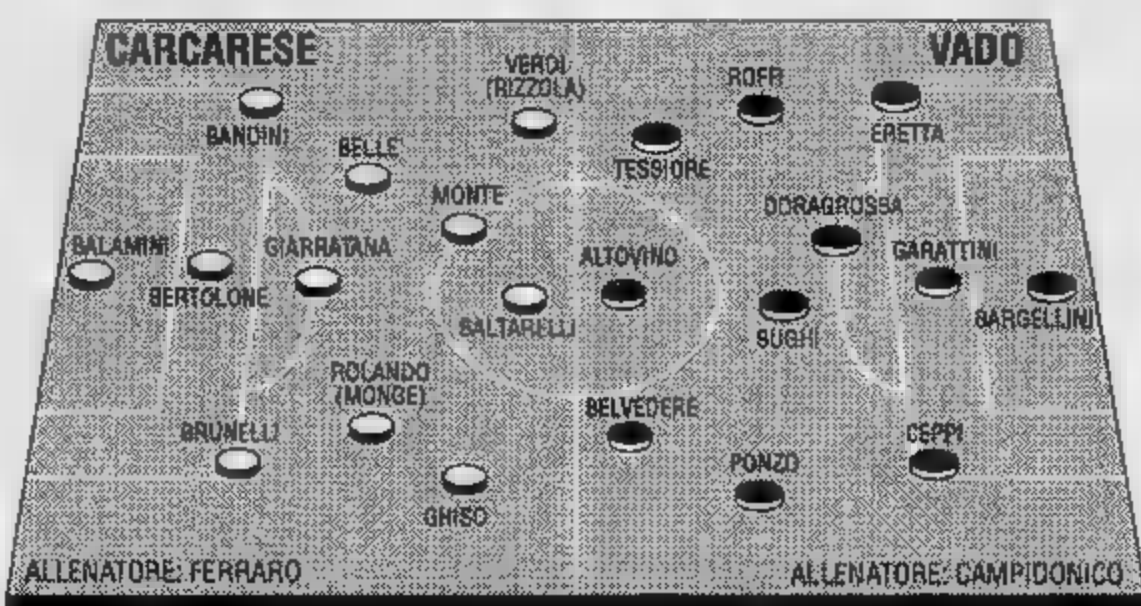 CARCARESE
VADO
VERDI
(RIZZOLA)
BANDINI
BELLE
TESSIORE
ERETTA
MONTE
DORAGROSSA
BALAMINI
GIARRATANA
ALTOVINO
GARATTINI
BERTOLONE
SALTARELLI
SUGHI
BARGELLINI
ROLANDO
(MONGE)
BELVEDERE
BRUNELLI
CEPPI
PONZO
GHISO
ALLENATORE: FERRARO
ALLENATORE: CAMPIDONICO